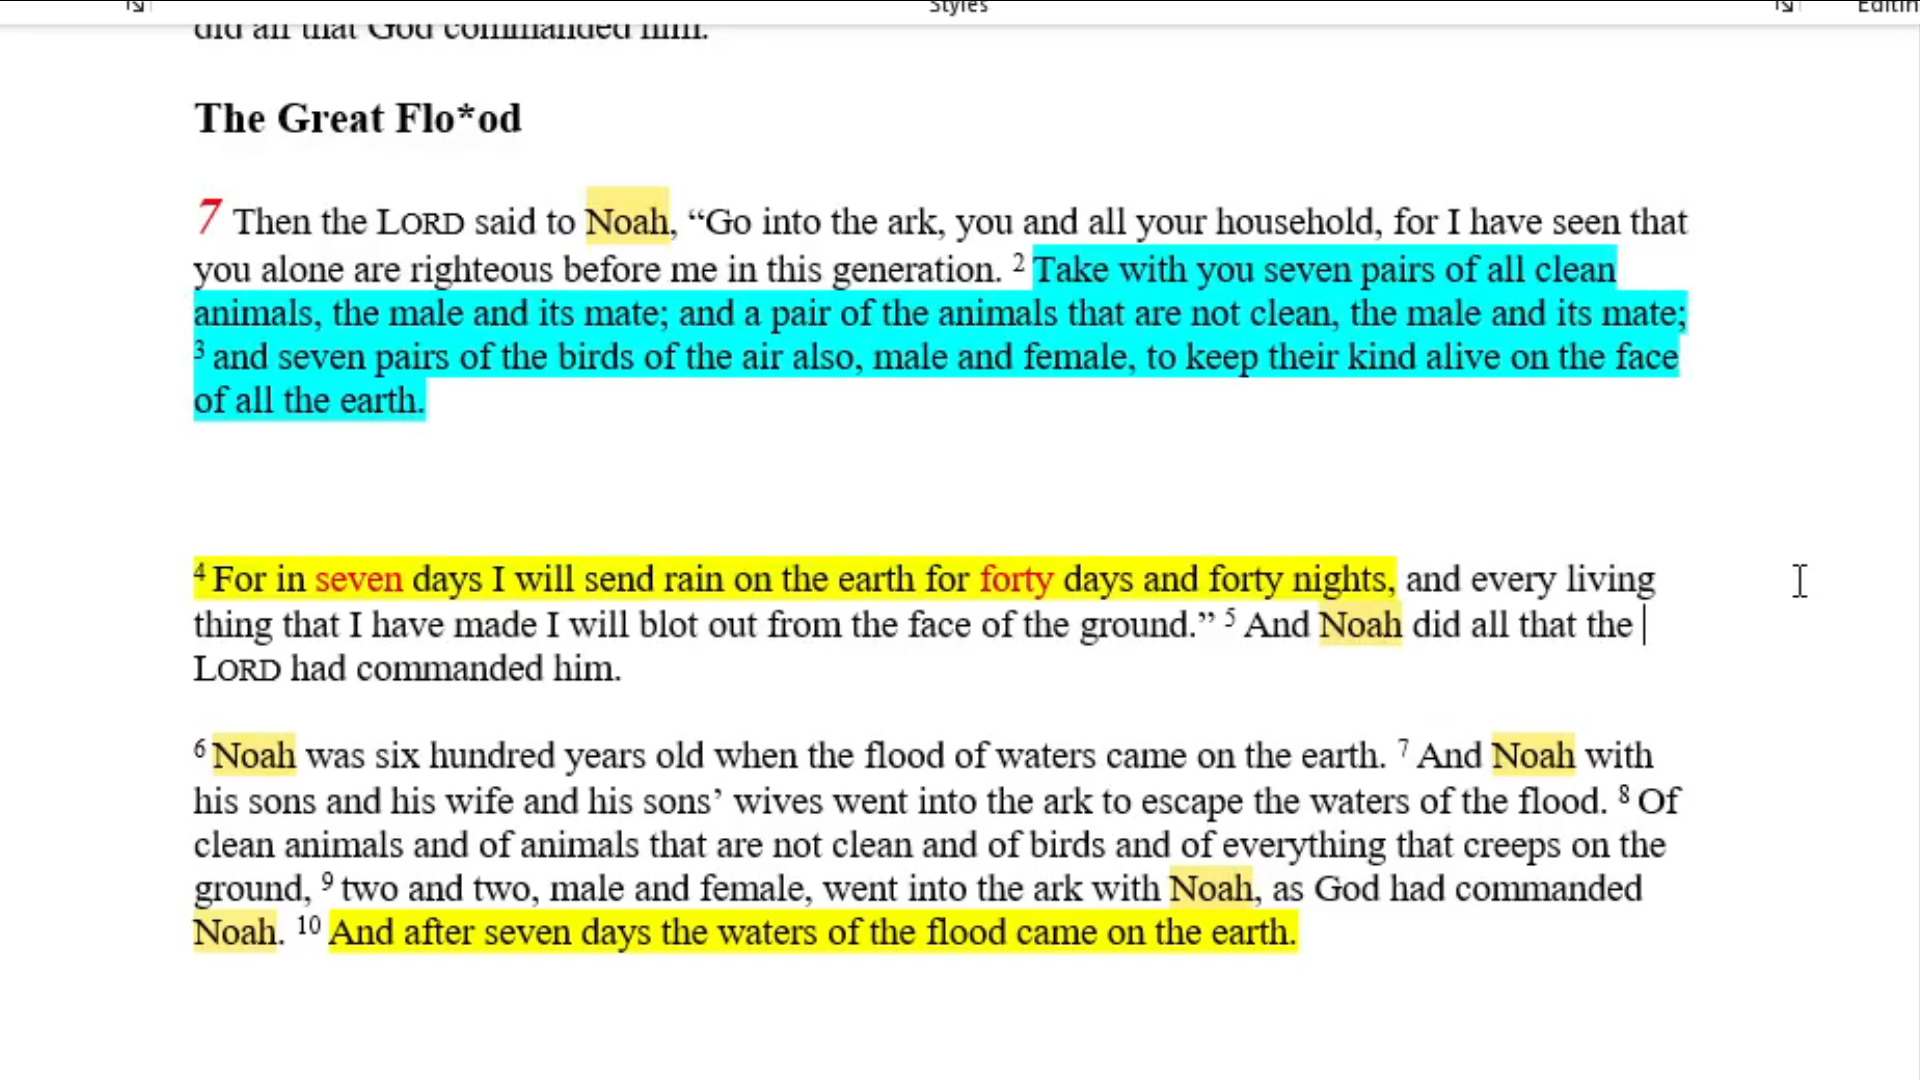 Styles
Editin
did all that God commanded him.
The Great Flo*od
7 Then the LORD said to Noah, “Go into the ark, you and all your household, for I have seen that
you alone are righteous before me in this generation. 2 Take with you seven pairs of all clean
animals, the male and its mate; and a pair of the animals that are not clean, the male and its mate;
3 and seven pairs of the birds of the air also, male and female, to keep their kind alive on the face
of all the earth.
4 For in seven days I will send rain on the earth for forty days and forty nights, and every living
thing that I have made I will blot out from the face of the ground.” 5 And Noah did all that the
LORD had commanded him.
6 Noah was six hundred years old when the flood of waters came on the earth. 7 And Noah with
his sons and his wife and his sons’ wives went into the ark to escape the waters of the flood. 8 Of
clean animals and of animals that are not clean and of birds and of everything that creeps on the
ground, 9 two and two, male and female, went into the ark with Noah, as God had commanded
Noah. 10 And after seven days the waters of the flood came on the earth.